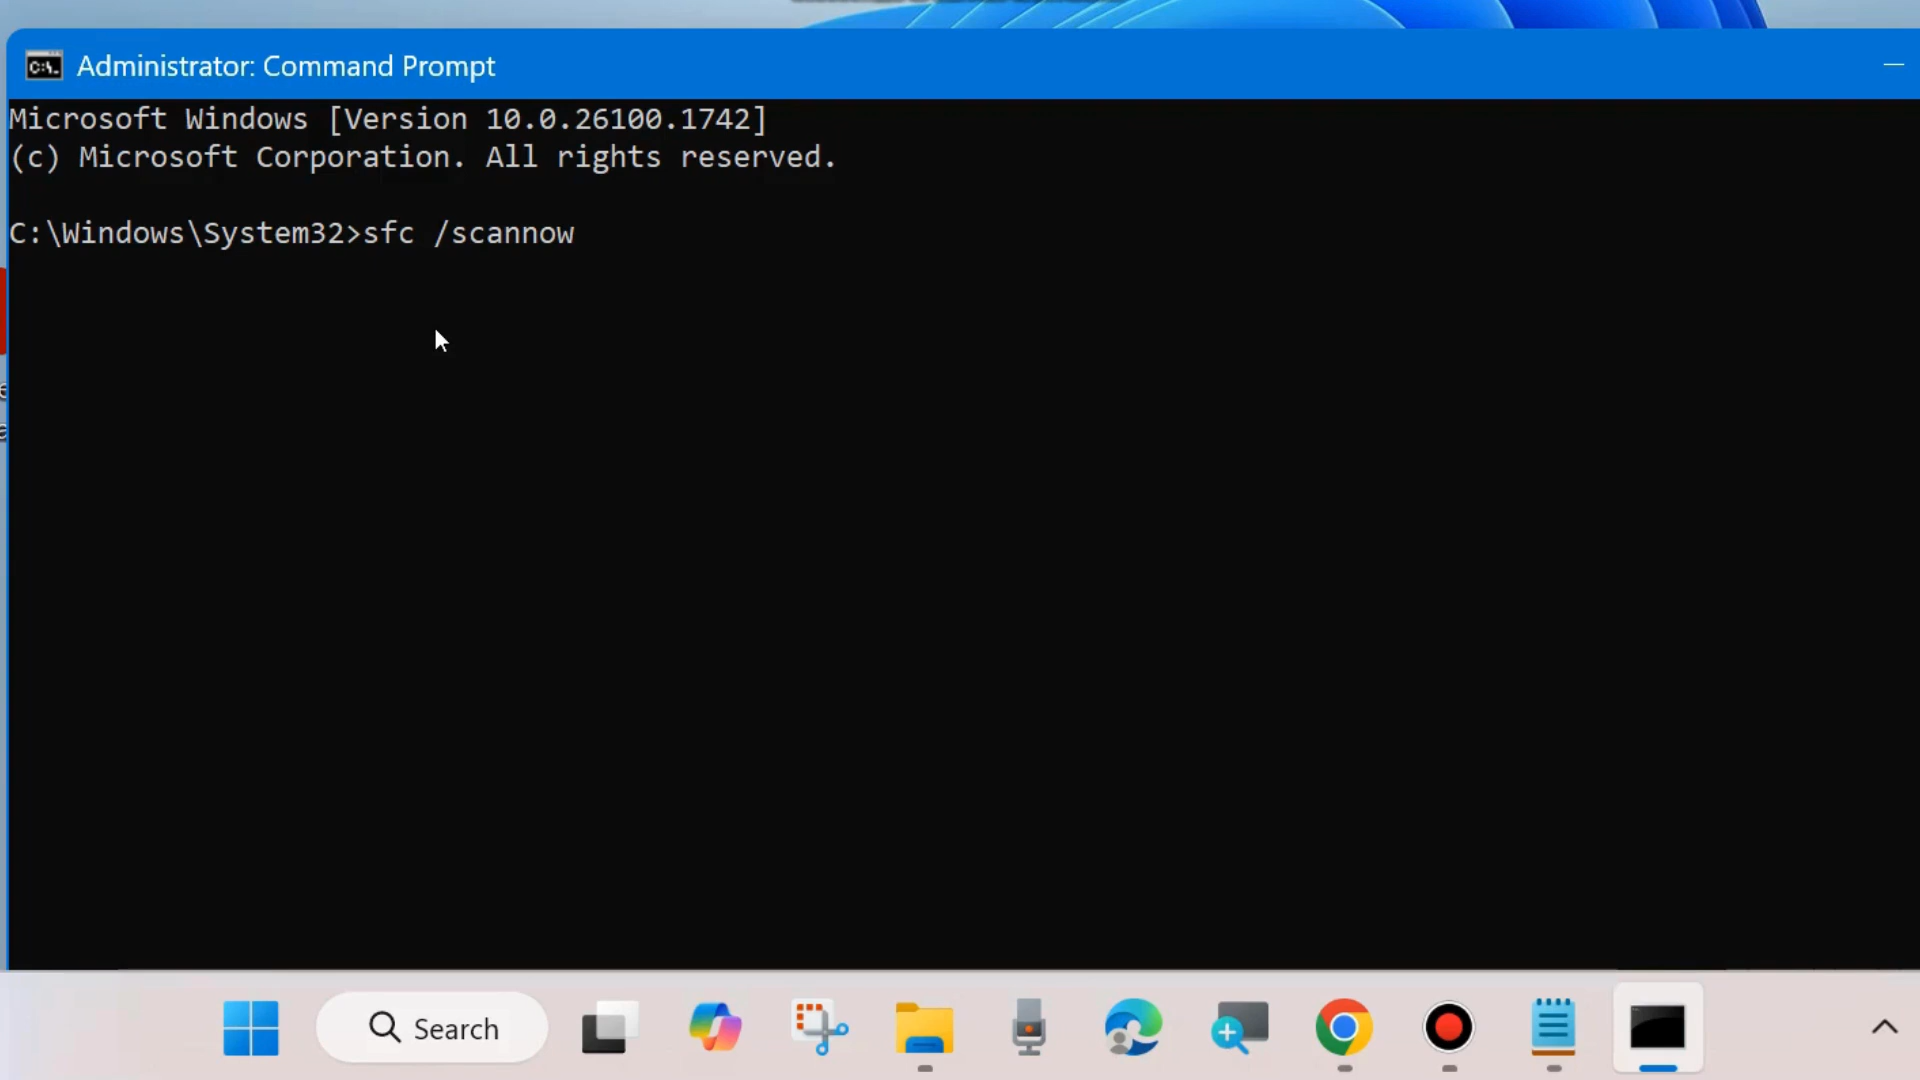 Administrator: Command Prompt
Microsoft Windows [Version 10.0.26100.1742]
(c) Microsoft Corporation. All rights reserved.
C:\Windows\System32>sfc /scannow
Search